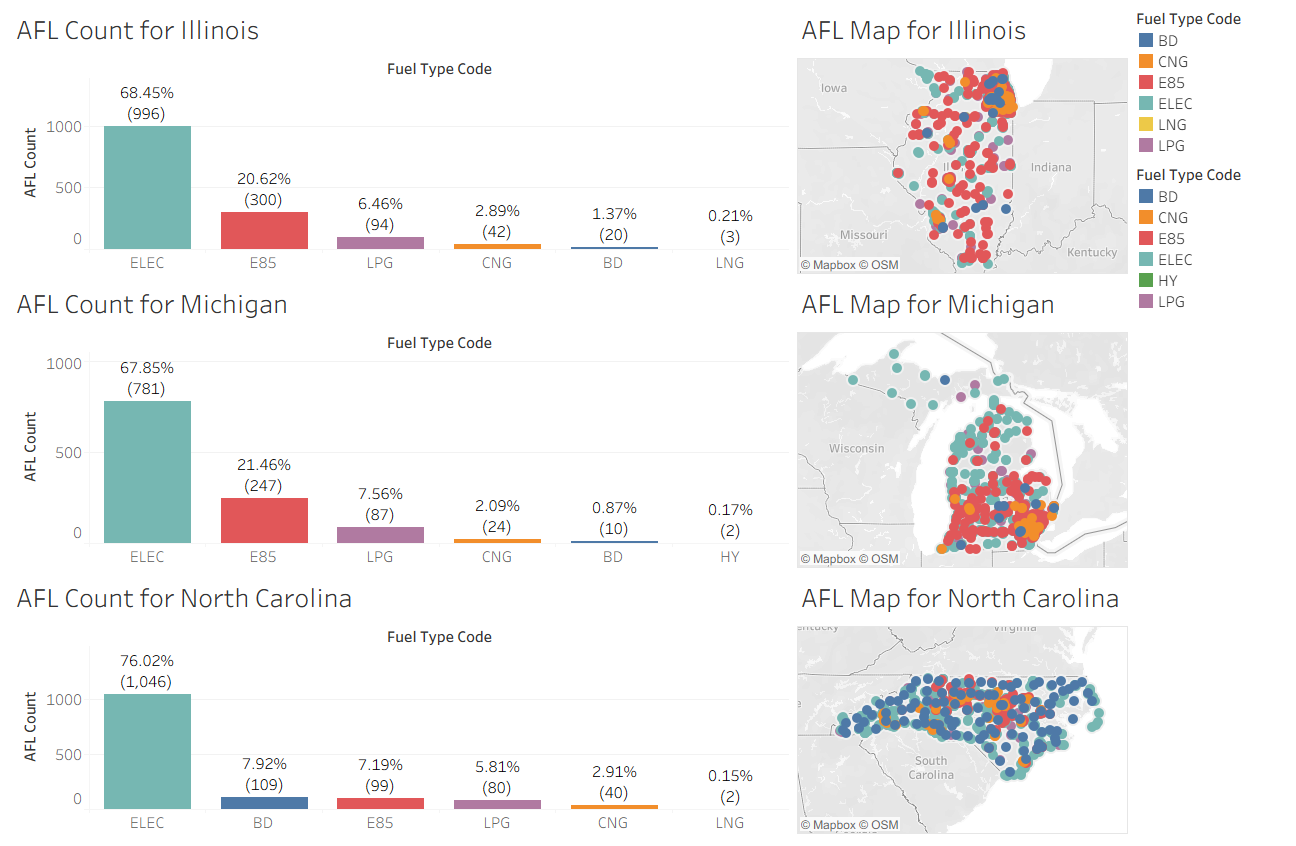 AFL Count for Illinois
Fuel Type Code
AFL Count
1000
500
0
68.45%
(996)
20.62%
(300)
6.46%
(94)
2.89%
(42)
1.37%
(20)
0.21%
(3)
ELEC E85 LPG CNG BD LNG
AFL Map for Illinois
Iowa
Indiana
Missouri
Kentucky
© Mapbox © OSM
Fuel Type Code
BD
CNG
E85
ELEC
LNG
LPG
Fuel Type Code
BD
CNG
E85
ELEC
HY
LPG
AFL Count for Michigan
Fuel Type Code
AFL Count
1000
500
0
67.85%
(781)
21.46%
(247)
7.56%
(87)
2.09%
(24)
0.87%
(10)
0.17%
(2)
ELEC E85 LPG CNG BD HY
AFL Map for Michigan
Wisconsin
© Mapbox © OSM
AFL Count for North Carolina
Fuel Type Code
AFL Count
1000
500
0
76.02%
(1,046)
7.92%
(109)
7.19%
(99)
5.81%
(80)
2.91%
(40)
0.15%
(2)
ELEC BD E85 LPG CNG LNG
AFL Map for North Carolina
Virginia
South
Carolina
© Mapbox © OSM